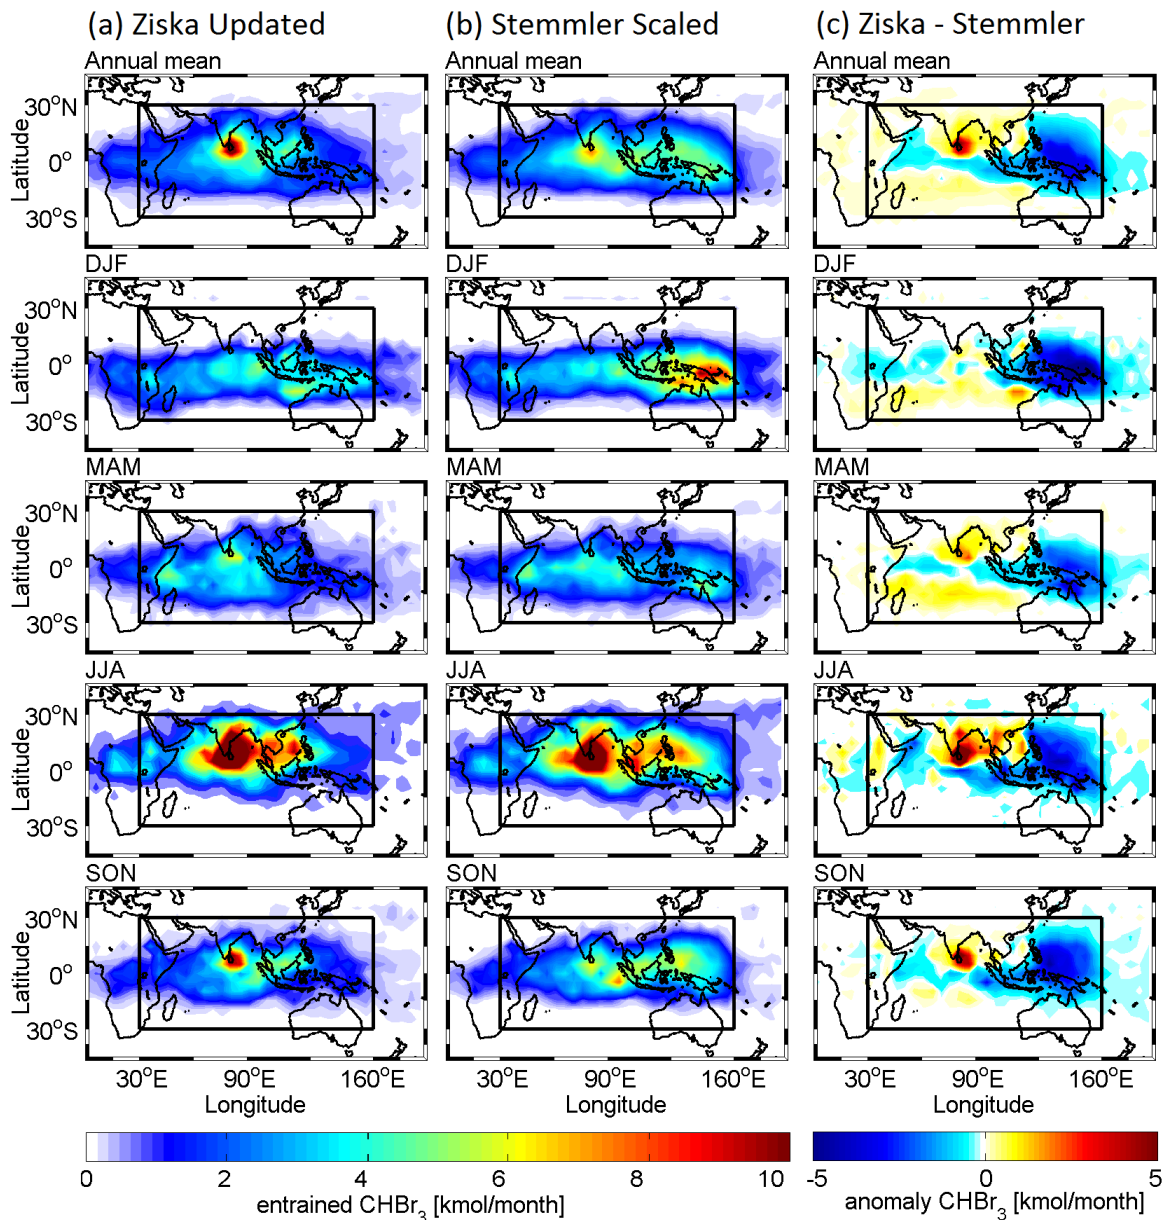 (a) Ziska Updated (b) Stemmler Scaled (c) Ziska - Stemmler
Annual mean Annual mean Annual mean
30°N
0°
30°S
Latitude
DJF DJF DJF
30°N
0°
30°S
Latitude
MAM MAM MAM
30°N
0°
30°S
Latitude
JJA JJA JJA
30°N
0°
30°S
Latitude
SON SON SON
30°N
0°
30°S
Latitude
30°E 90°E 160°E 30°E 90°E 160°E 30°E 90°E 160°E
Longitude Longitude Longitude
0 2 4 6 8 10 -5 0 5
entrained CHBr₃ [kmol/month] anomaly CHBr₃ [kmol/month]